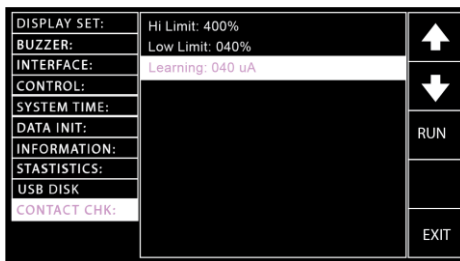 DISPLAY SET:
BUZZER:
INTERFACE:
CONTROL:
SYSTEM TIME:
DATA INIT:
INFORMATION:
STASTISTICS:
USB DISK
CONTACT CHK:
Hi Limit: 400%
Low Limit: 040%
Learning: 040 uA
RUN
EXIT